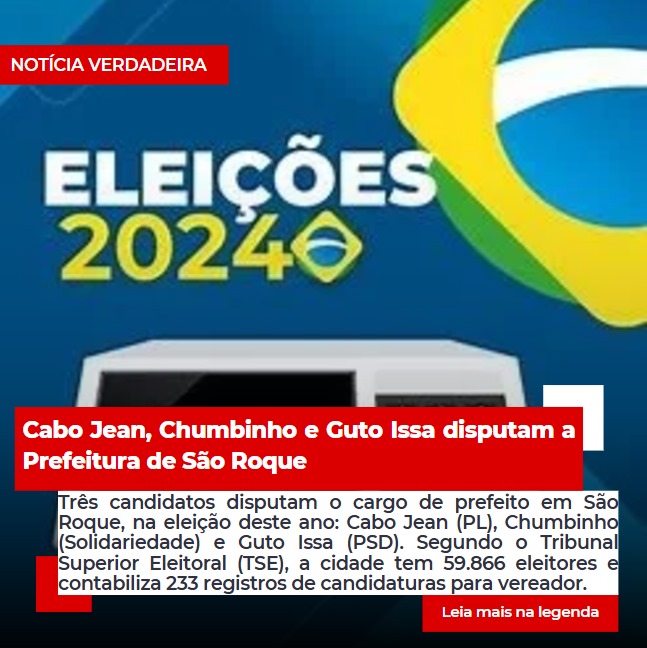 NOTÍCIA VERDADEIRA
ELEIÇÕES
2024
Cabo Jean, Chumbinho e Guto Issa disputam a
Prefeitura de São Roque
Três candidatos disputam o cargo de prefeito em São
Roque, na eleição deste ano: Cabo Jean (PL), Chumbinho
(Solidariedade) e Guto Issa (PSD). Segundo o Tribunal
Superior Eleitoral (TSE), a cidade tem 59.866 eleitores e
contabiliza 233 registros de candidaturas para vereador.
Leia mais na legenda